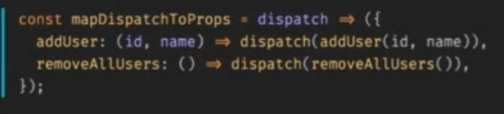 const mapDispatchToProps = dispatch ⇒ ({
  addUser: (id, name) ⇒ dispatch(addUser(id, name)),
  removeAllUsers: () ⇒ dispatch(removeAllUsers()),
});